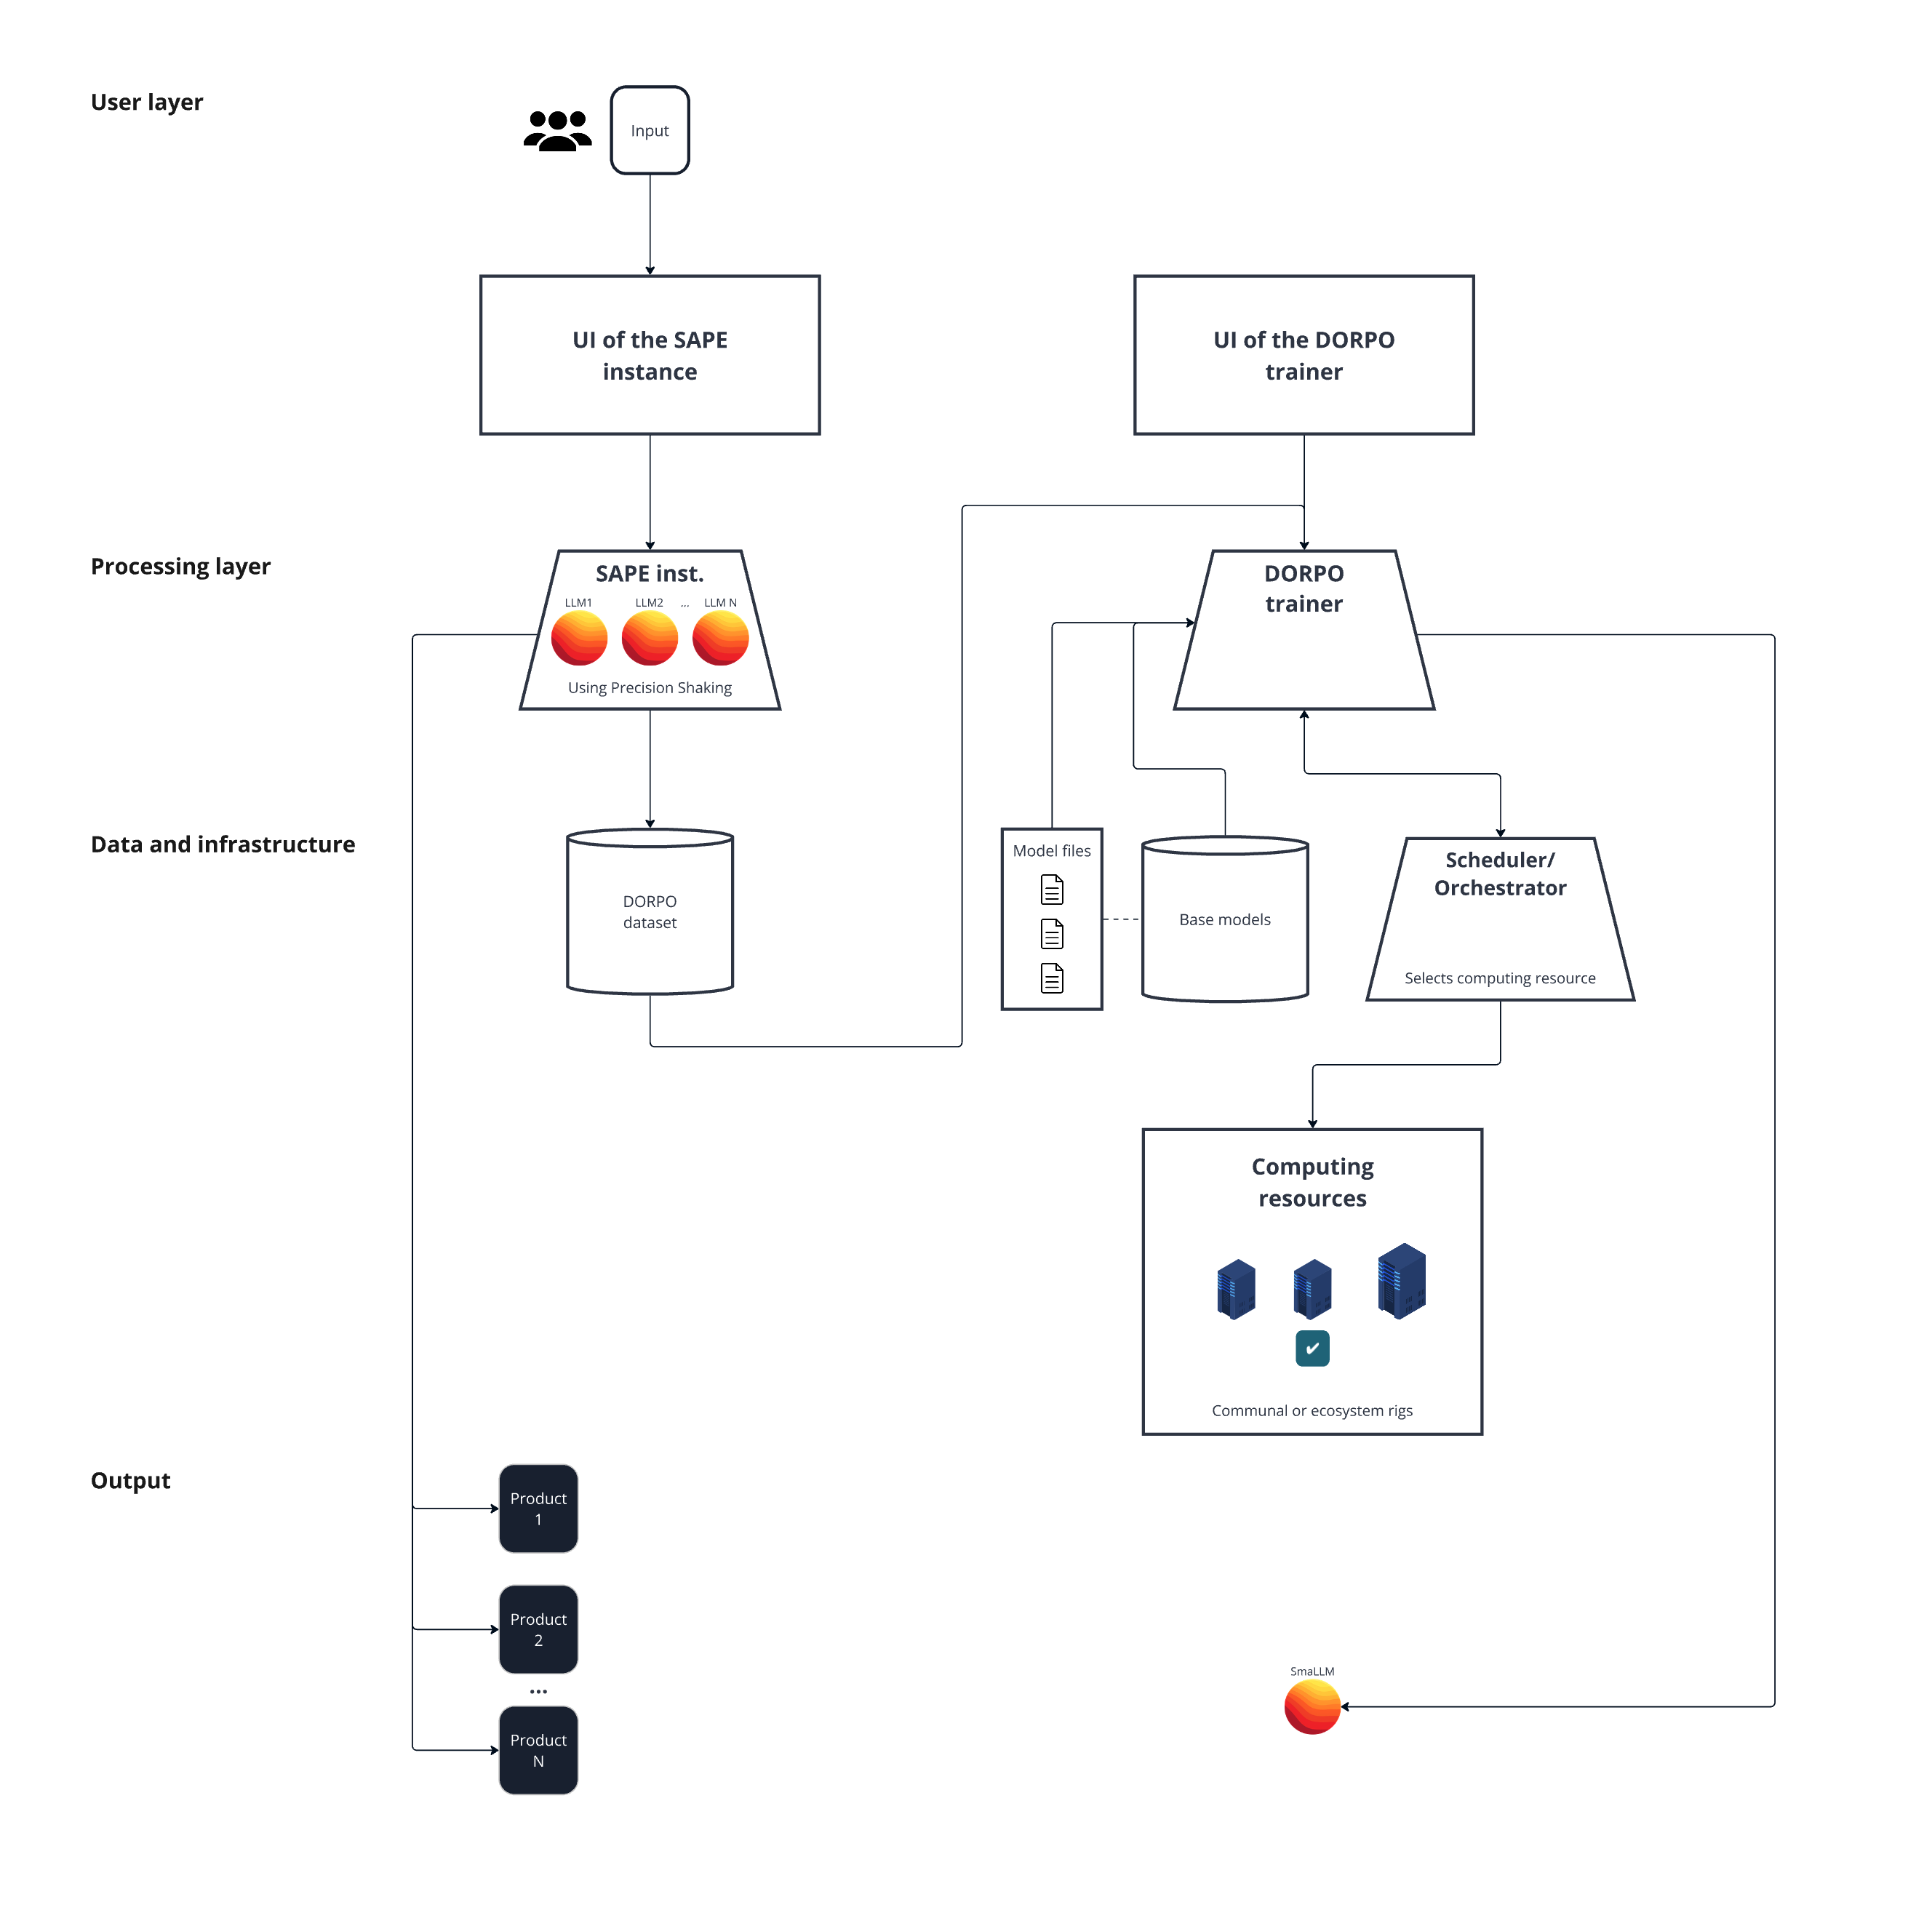 User layer
Input
UI of the SAPE
instance
UI of the DORPO
trainer
Processing layer
SAPE inst.
LLM1
LLM2
...
LLM N
Using Precision Shaking
DORPO
trainer
Data and infrastructure
DORPO
dataset
Model files
Base models
Scheduler/
Orchestrator
Selects computing resource
Computing
resources
Communal or ecosystem rigs
Output
Product
1
Product
2
...
Product
N
SmaLLM